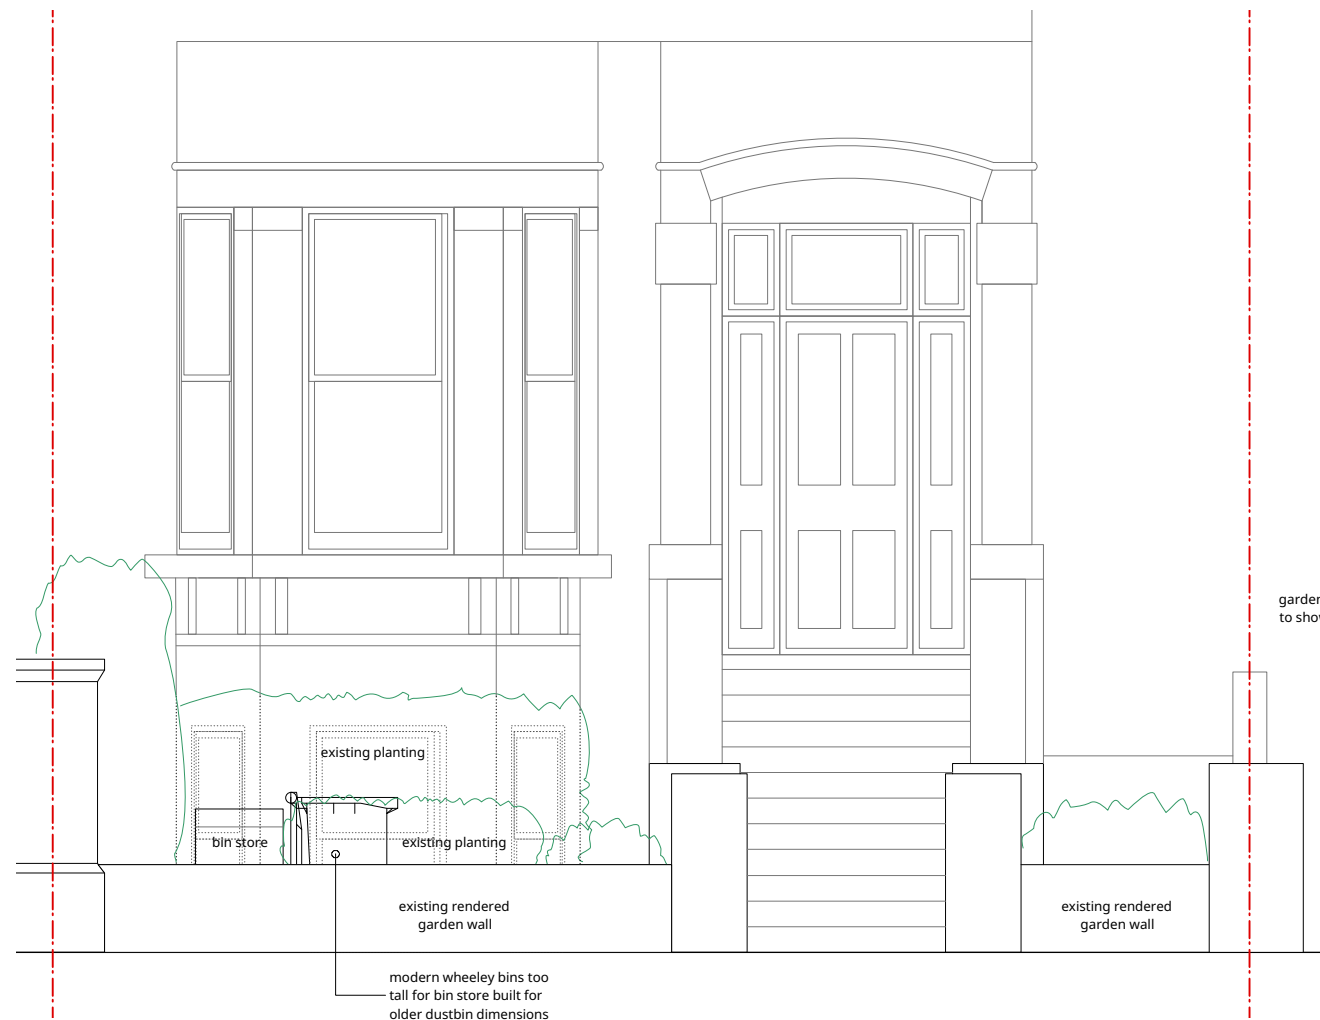 garden
to show
existing planting
bin store
existing planting
existing rendered
garden wall
existing rendered
garden wall
modern wheeley bins too
tall for bin store built for
older dustbin dimensions